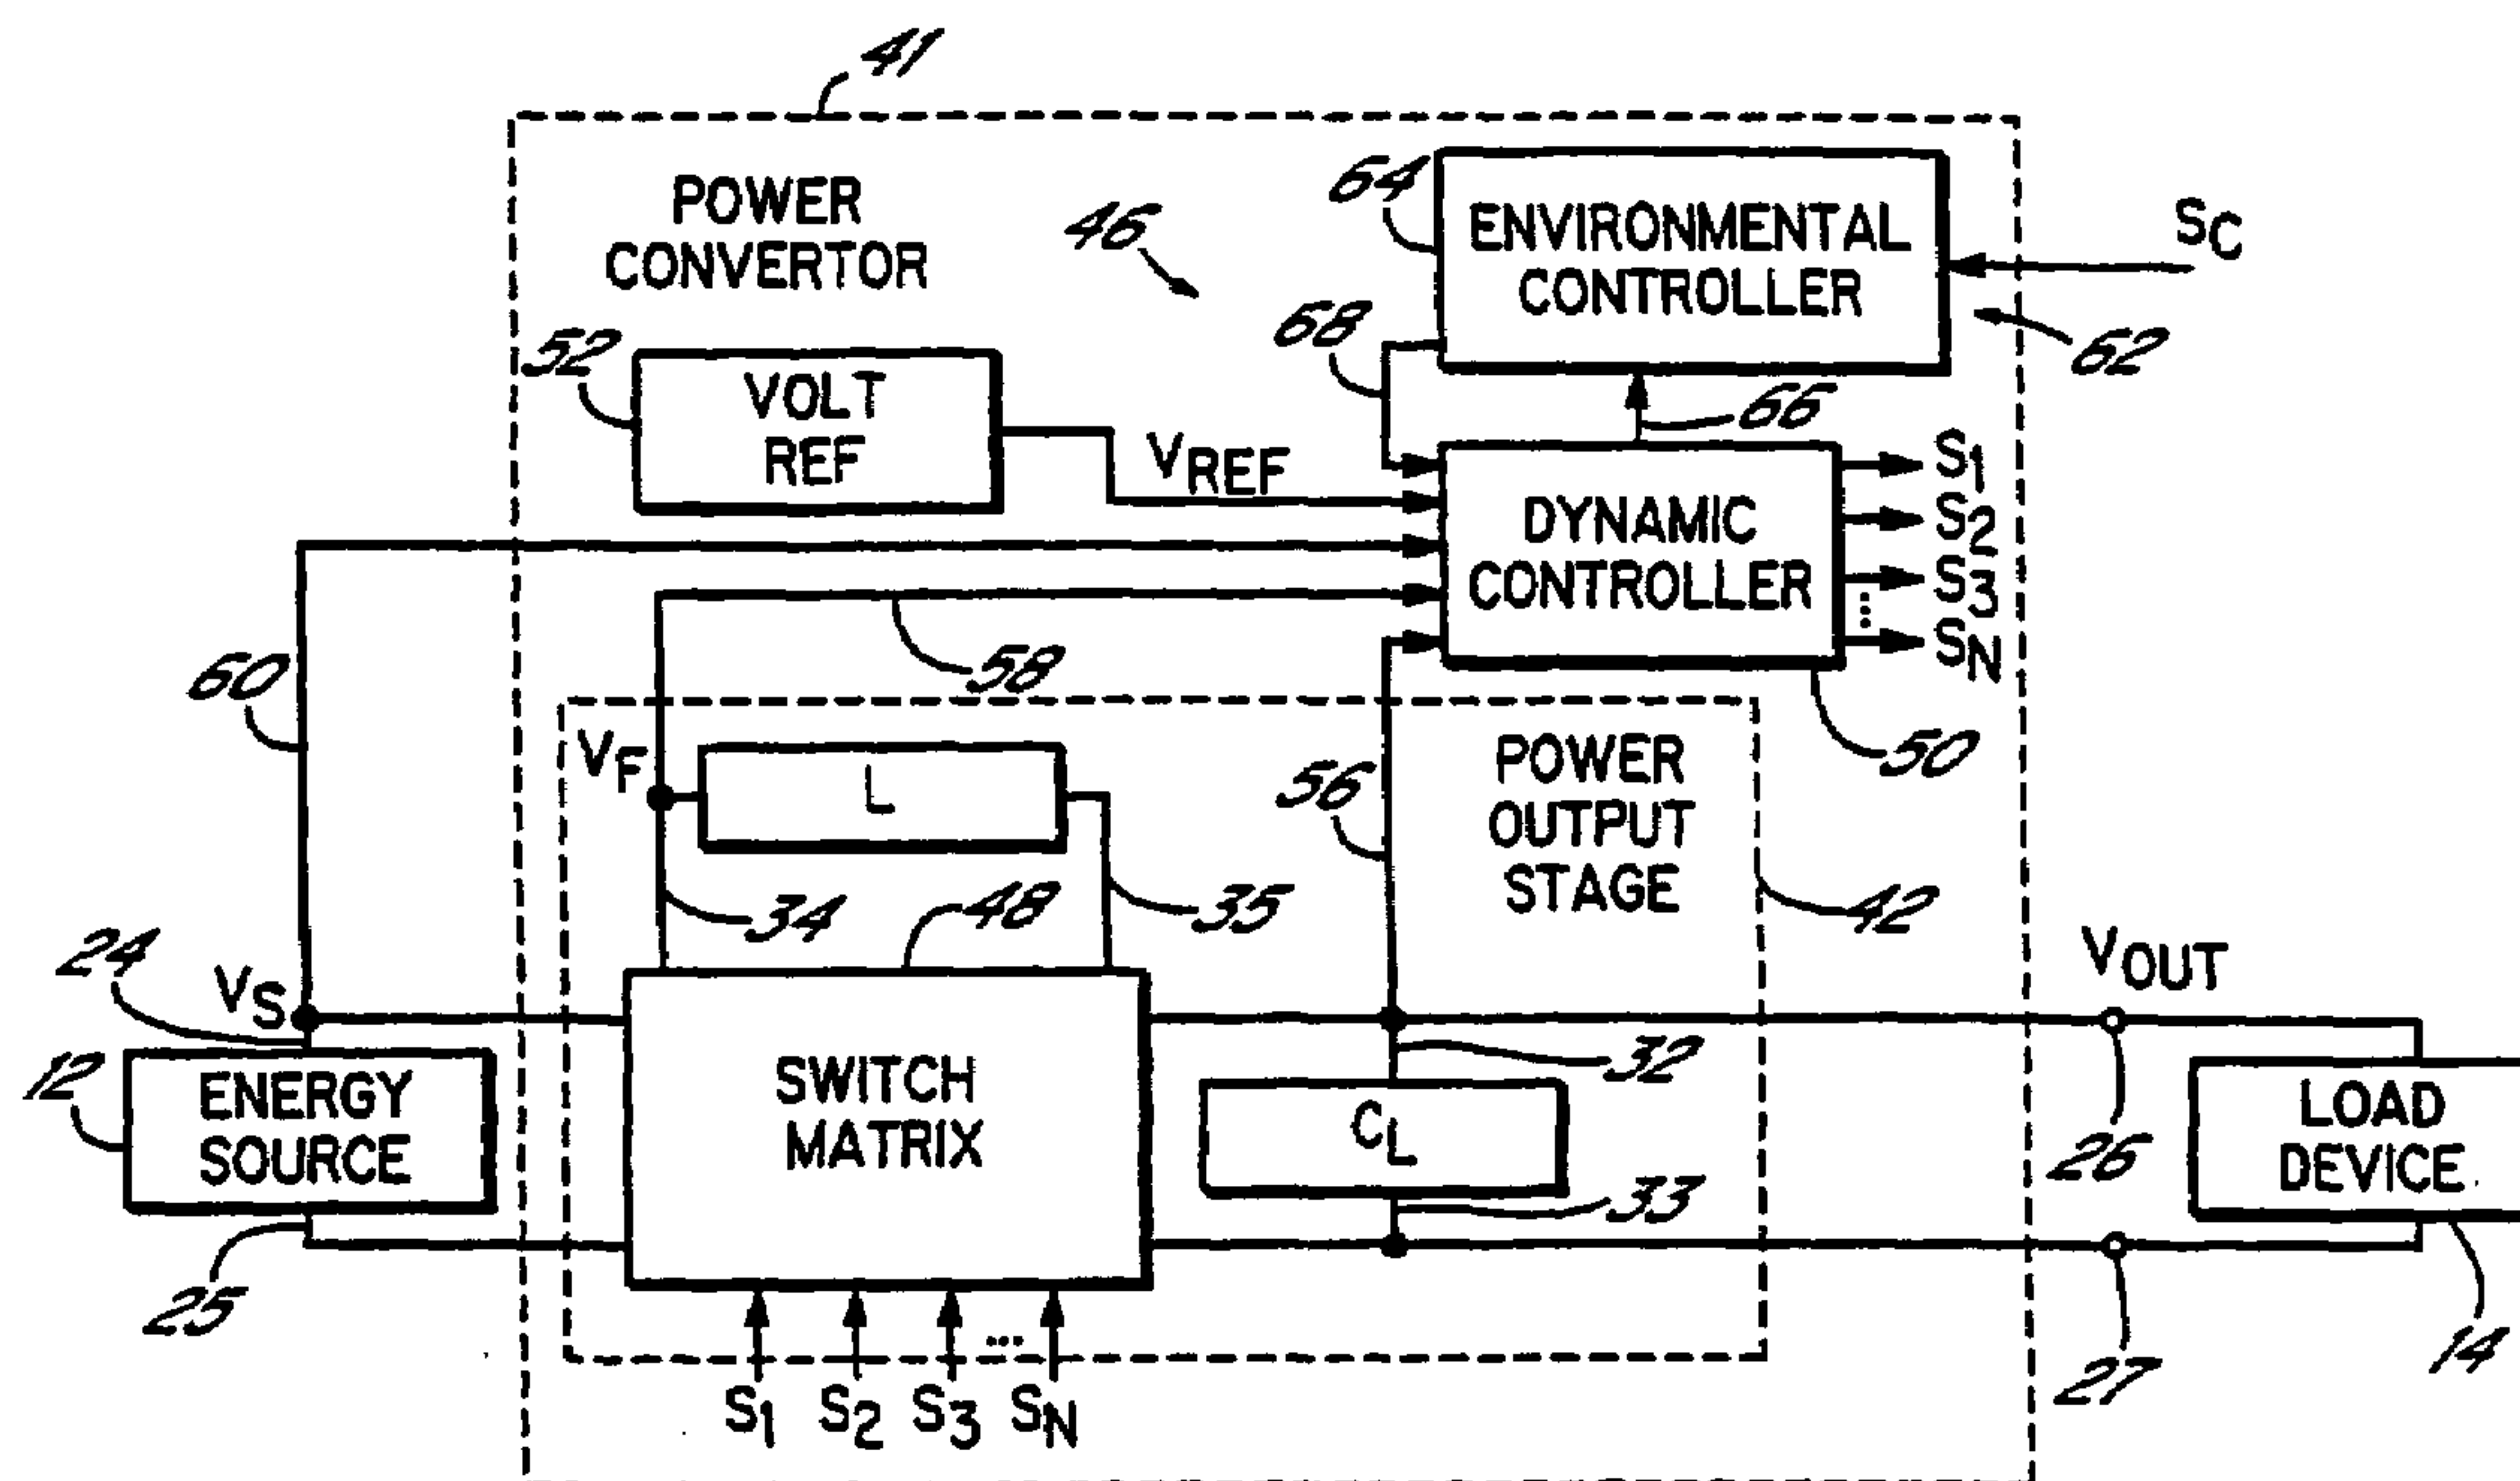 41
POWER
CONVERTOR
46
64
ENVIRONMENTAL
CONTROLLER
SC
62
68
52
VOLT
REF
VREF
66
DYNAMIC
CONTROLLER
S1
S2
S3
...
SN
50
60
58
VF
L
56
POWER
OUTPUT
STAGE
42
34
48
35
24
VS
12
ENERGY
SOURCE
25
SWITCH
MATRIX
32
CL
33
VOUT
26
LOAD
DEVICE
27
14
...
S1 S2 S3 SN